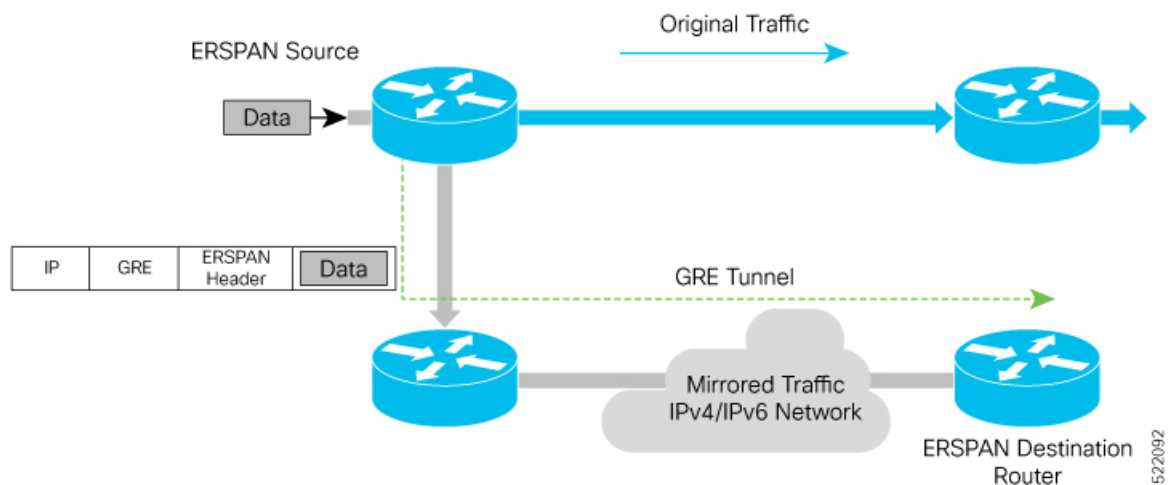 Original Traffic
ERSPAN Source
Data
IP
GRE
ERSPAN
Header
Data
GRE Tunnel
Mirrored Traffic
IPv4/IPv6 Network
ERSPAN Destination
Router
522092